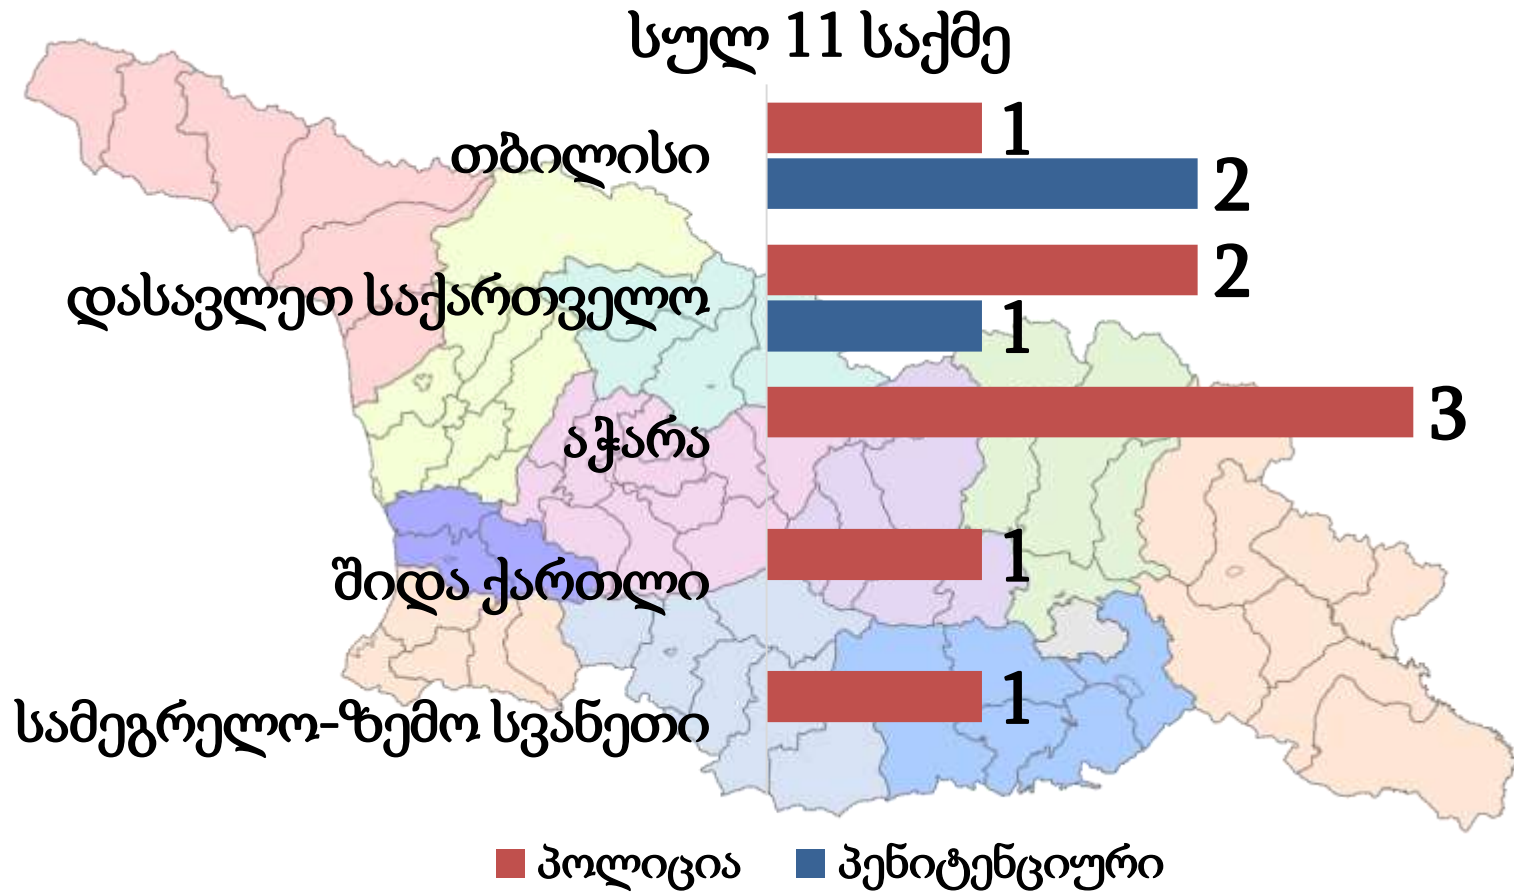 სულ 11 საქმე
თბილისი
1
2
დასავლეთ საქართველო
2
1
აჭარა
3
შიდა ქართლი
1
სამეგრელო-ზემო სვანეთი
1
პოლიცია
პენიტენციური